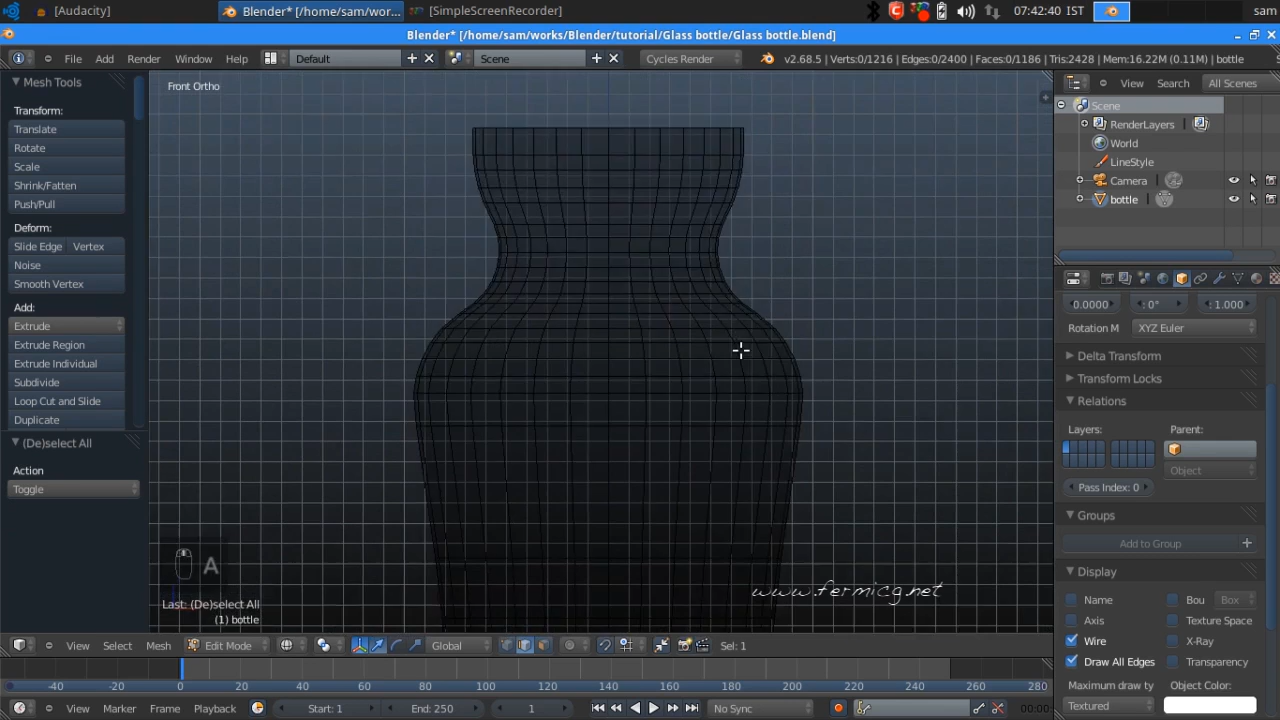 [Audacity]
Blender* [/home/sam/wor...
[SimpleScreenRecorder]
07:42:40 IST
sam
Blender* [/home/sam/works/Blender/tutorial/Glass bottle/Glass bottle.blend]
File Add Render Window Help
Default
Scene
Cycles Render
v2.68.5 | Verts:0/1216 | Edges:0/2400 | Faces:0/1186 | Tris:2428 | Mem:16.22M (0.11M) | bottle
Mesh Tools
Transform:
Translate
Rotate
Scale
Shrink/Fatten
Push/Pull
Deform:
Slide Edge Vertex
Noise
Smooth Vertex
Add:
Extrude
Extrude Region
Extrude Individual
Subdivide
Loop Cut and Slide
Duplicate
(De)select All
Action
Toggle
Front Ortho
A
Last: (De)select All
(1) bottle
www.fermicg.net
View Search All Scenes
Scene
RenderLayers
World
LineStyle
Camera
bottle
0.0000 0° 1.000
Rotation M XYZ Euler
Delta Transform
Transform Locks
Relations
Layers: Parent:
Object
Pass Index: 0
Groups
Add to Group
Display
Name Bou Box
Axis Texture Space
Wire X-Ray
Draw All Edges Transparency
Maximum draw ty Object Color:
Textured
View Select Mesh Edit Mode Global Sel: 1
-40 -20 0 20 40 60 80 100 120 140 160 180 200 220 240 260 280
View Marker Frame Playback Start: 1 End: 250 1 No Sync 00:00